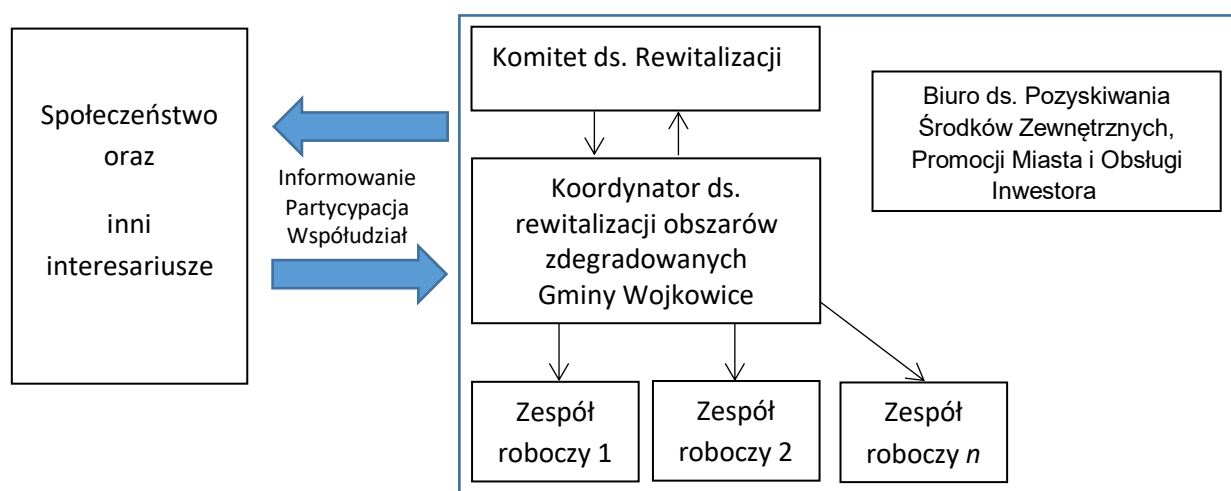 Społeczeństwo
oraz
inni
interesariusze
Informowanie
Partycypacja
Współudział
Komitet ds. Rewitalizacji
Koordynator ds.
rewitalizacji obszarów
zdegradowanych
Gminy Wojkowice
Biuro ds. Pozyskiwania
Środków Zewnętrznych,
Promocji Miasta i Obsługi
Inwestora
Zespół
roboczy 1
Zespół
roboczy 2
Zespół
roboczy n